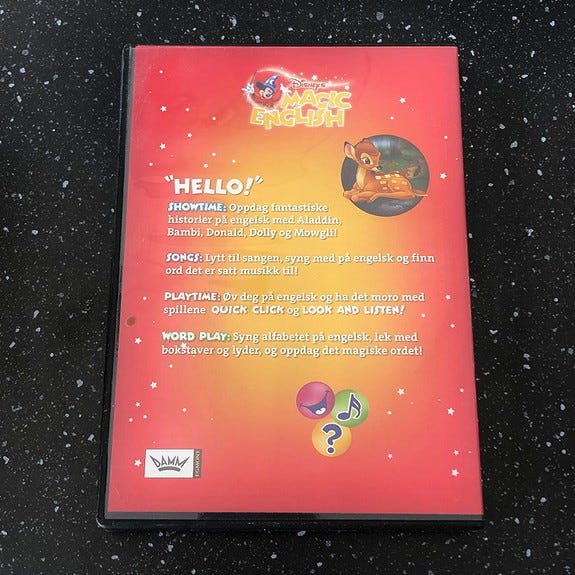 DISNEY'S
MAGIC
ENGLISH
"HELLO!"
SHOWTIME: Oppdag fantastiske
historier på engelsk med Aladdin,
Bambi, Donald, Dolly og Mowgli!
SONGS: Lytt til sangen, syng med på engelsk og finn
ord det er satt musikk til!
PLAYTIME: Øv deg på engelsk og ha det moro med
spillene QUICK CLICK og LOOK AND LISTEN!
WORD PLAY: Syng alfabetet på engelsk, lek med
bokstaver og lyder, og oppdag det magiske ordet!
?
DAMM
EGMONT